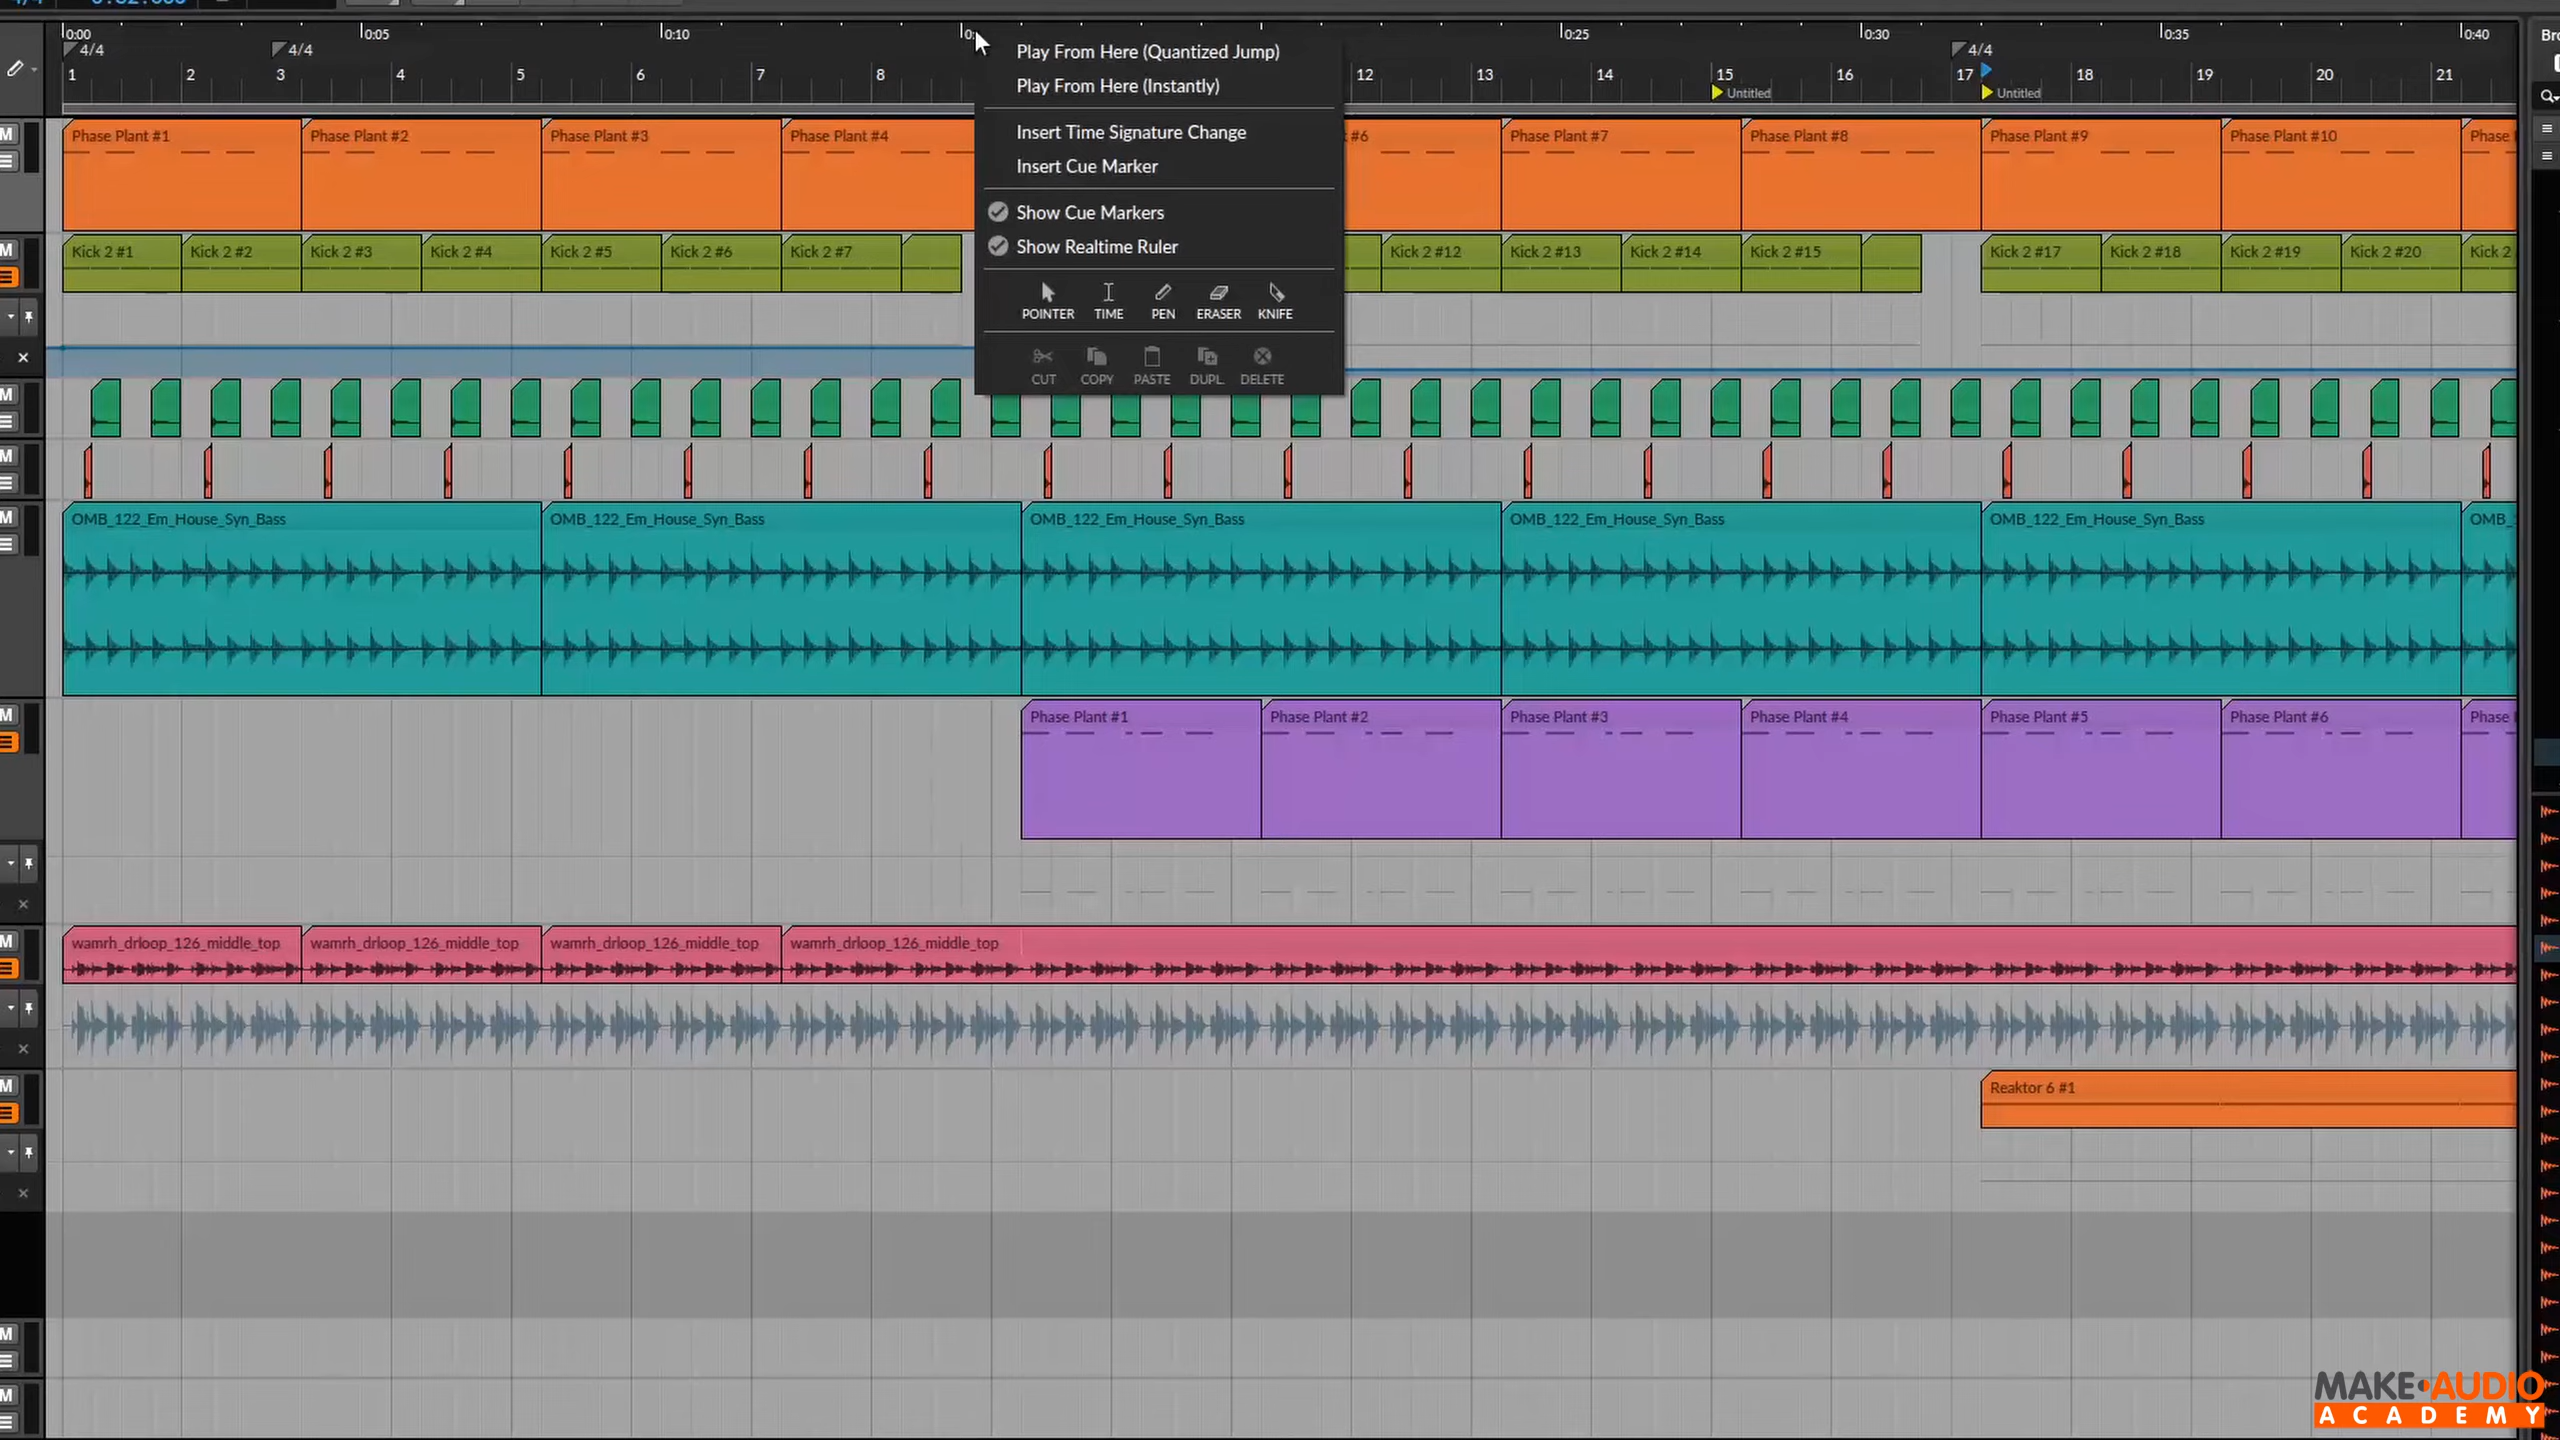 0:00 0:05 0:10 0: 0:25 0:30 0:35 0:40
4/4 4/4 4/4
1 2 3 4 5 6 7 8 12 13 14 15 16 17 18 19 20 21
Untitled Untitled
Play From Here (Quantized Jump)
Play From Here (Instantly)
Insert Time Signature Change
Insert Cue Marker
Show Cue Markers
Show Realtime Ruler
POINTER TIME PEN ERASER KNIFE
CUT COPY PASTE DUPL. DELETE
M Phase Plant #1 Phase Plant #2 Phase Plant #3 Phase Plant #4 #6 Phase Plant #7 Phase Plant #8 Phase Plant #9 Phase Plant #10 Phase
M Kick 2 #1 Kick 2 #2 Kick 2 #3 Kick 2 #4 Kick 2 #5 Kick 2 #6 Kick 2 #7 Kick 2 #12 Kick 2 #13 Kick 2 #14 Kick 2 #15 Kick 2 #17 Kick 2 #18 Kick 2 #19 Kick 2 #20 Kick 2
M
M
M OMB_122_Em_House_Syn_Bass OMB_122_Em_House_Syn_Bass OMB_122_Em_House_Syn_Bass OMB_122_Em_House_Syn_Bass OMB_122_Em_House_Syn_Bass OMB_
M Phase Plant #1 Phase Plant #2 Phase Plant #3 Phase Plant #4 Phase Plant #5 Phase Plant #6 Phase
M wamrh_drloop_126_middle_top wamrh_drloop_126_middle_top wamrh_drloop_126_middle_top wamrh_drloop_126_middle_top
M Reaktor 6 #1
M
M
MAKE•AUDIO
ACADEMY